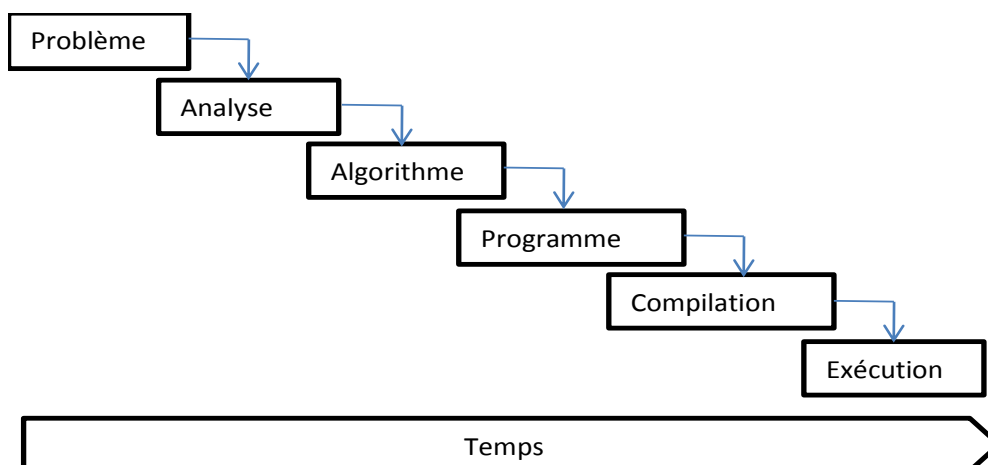 Problème
Analyse
Algorithme
Programme
Compilation
Exécution
Temps